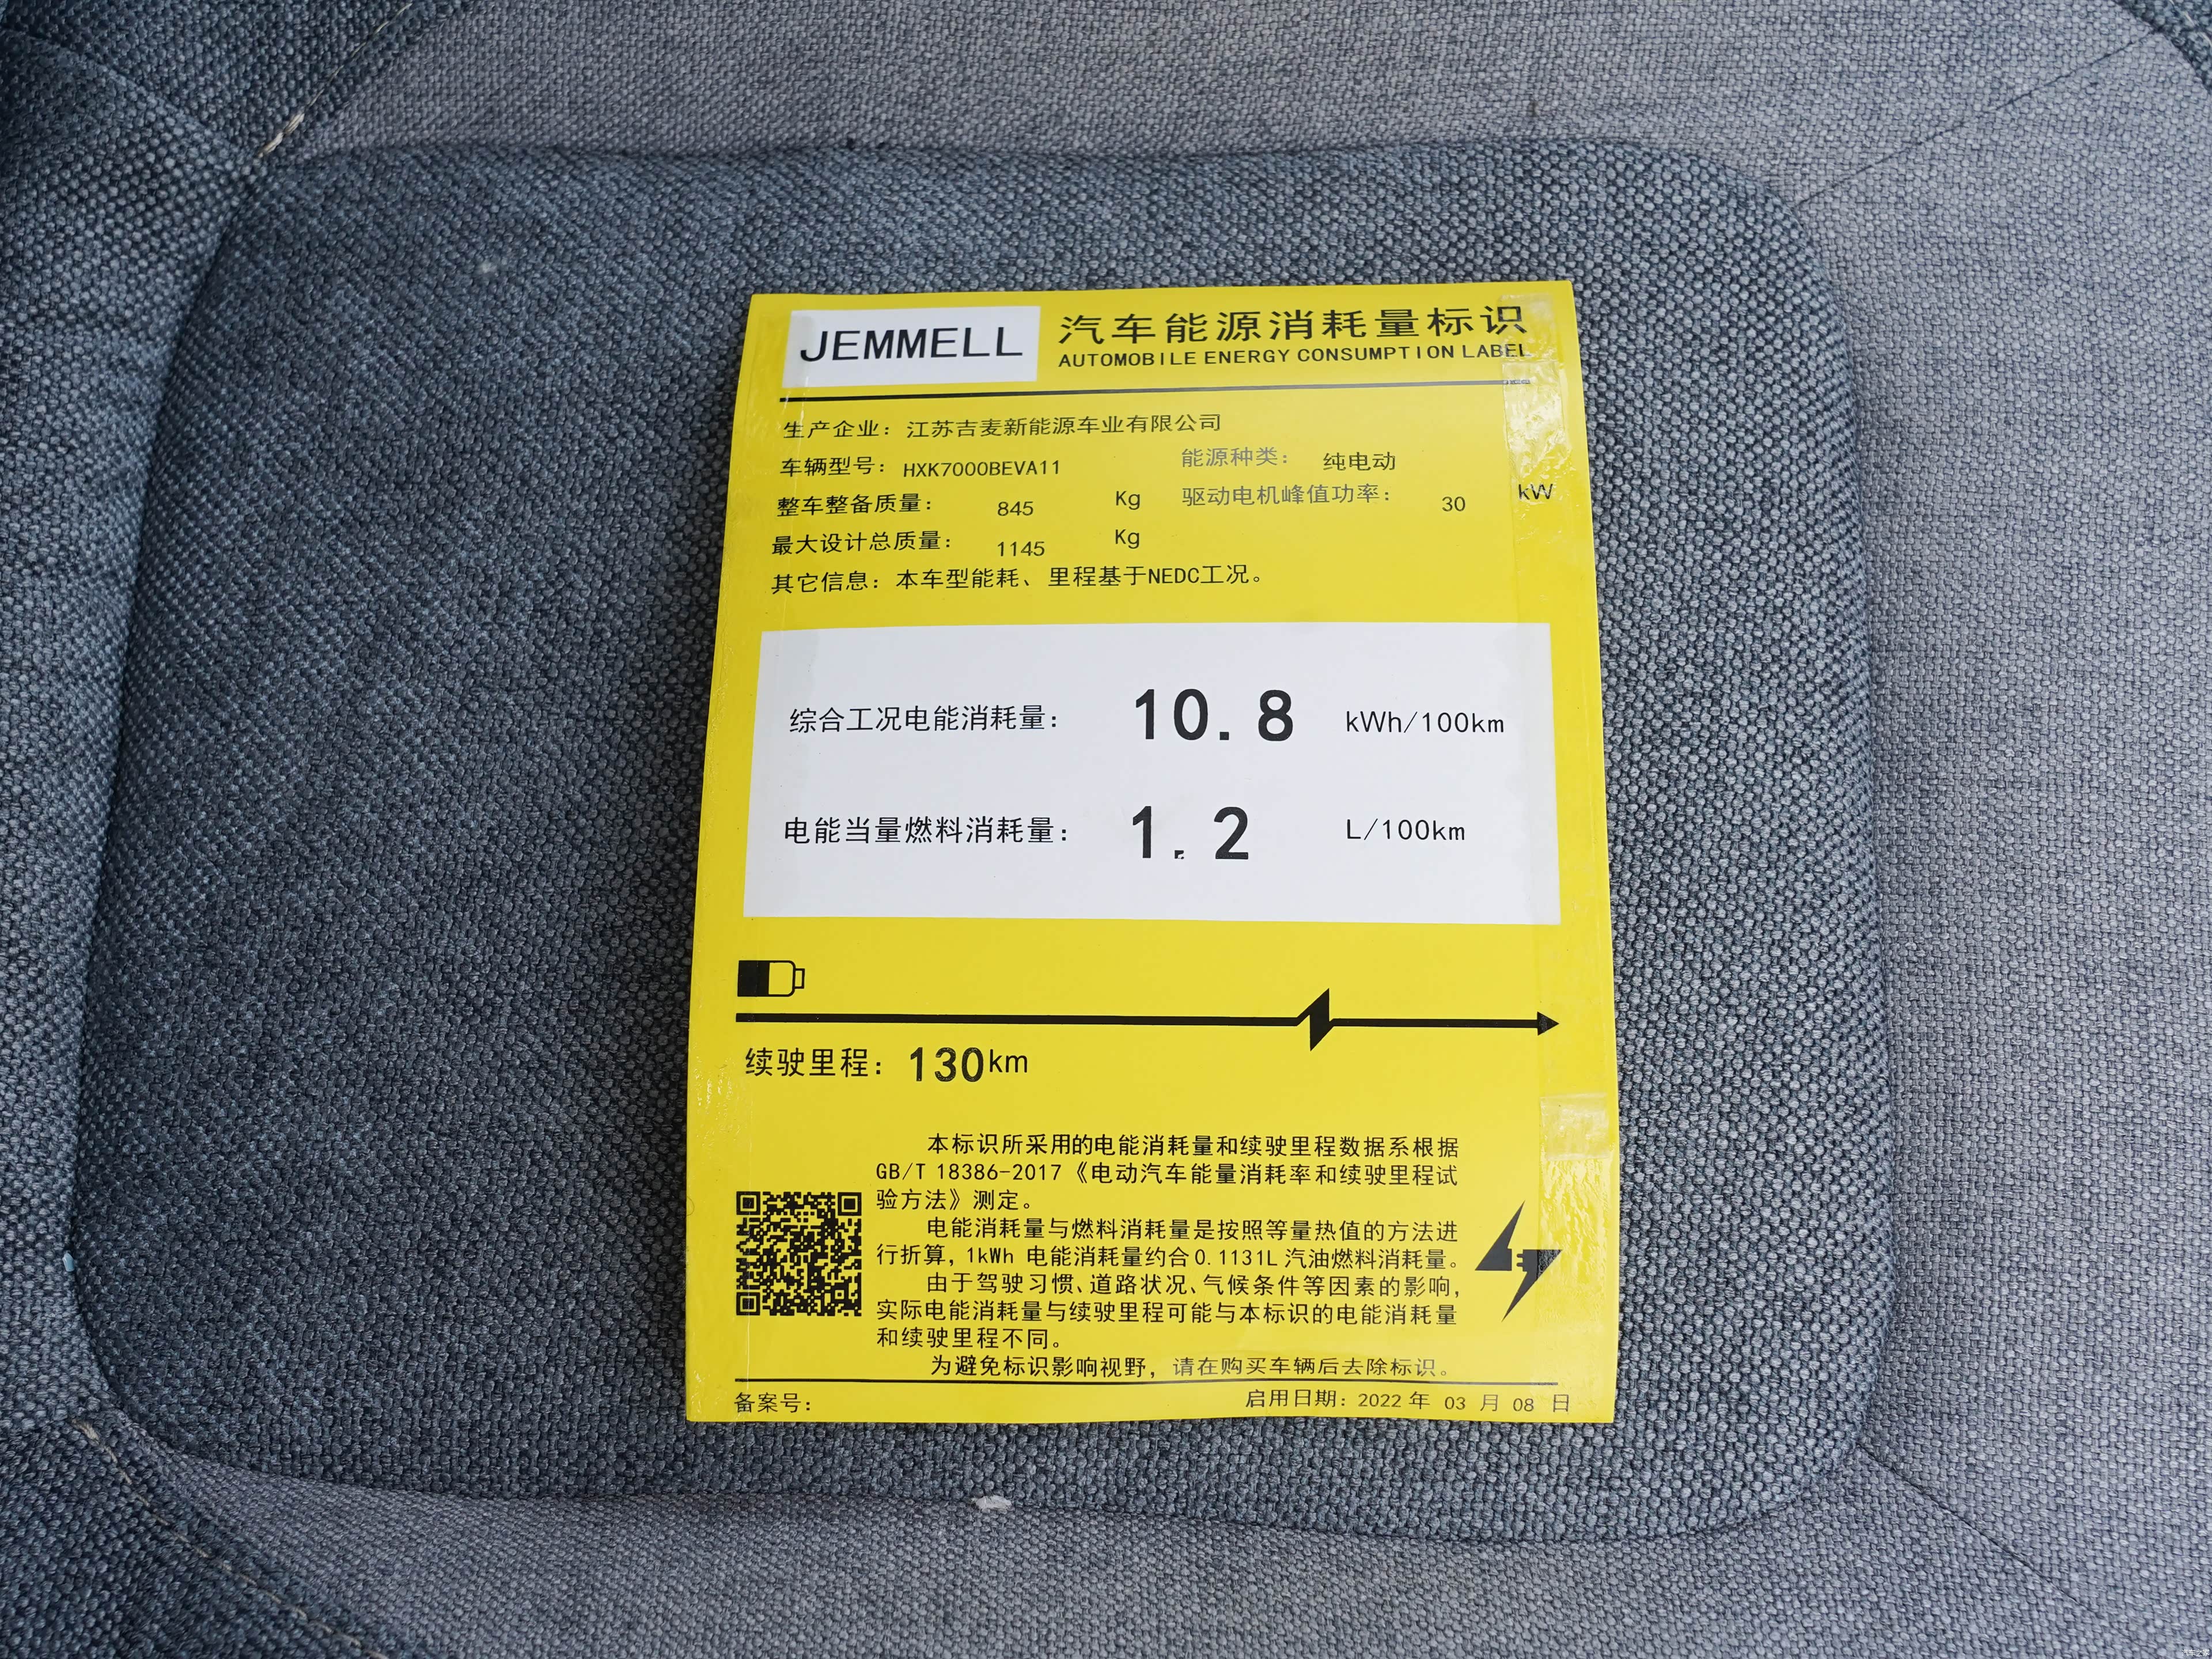 JEMMELL
汽车能源消耗量标识
AUTOMOBILE ENERGY CONSUMPTION LABEL
生产企业：江苏吉麦新能源车业有限公司
车辆型号：HXK7000BEVA11 能源种类： 纯电动
整车整备质量： 845 Kg 驱动电机峰值功率： 30 kW
最大设计总质量： 1145 Kg
其它信息：本车型能耗、里程基于NEDC工况。
综合工况电能消耗量： 10.8 kWh/100km
电能当量燃料消耗量： 1.2 L/100km
续驶里程：130km
本标识所采用的电能消耗量和续驶里程数据系根据
GB/T 18386-2017《电动汽车能量消耗率和续驶里程试
验方法》测定。
电能消耗量与燃料消耗量是按照等量热值的方法进
行折算，1kWh 电能消耗量约合0.1131L 汽油燃料消耗量。
由于驾驶习惯、道路状况、气候条件等因素的影响，
实际电能消耗量与续驶里程可能与本标识的电能消耗量
和续驶里程不同。
为避免标识影响视野，请在购买车辆后去除标识。
备案号： 启用日期：2022 年 03 月 08 日